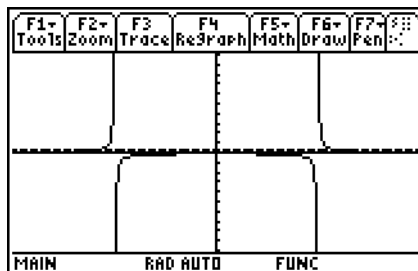 F1▾ F2▾ F3 F4 F5▾ F6▾ F7▾
Tools Zoom Trace ReGraph Math Draw Pen
MAIN RAD AUTO FUNC